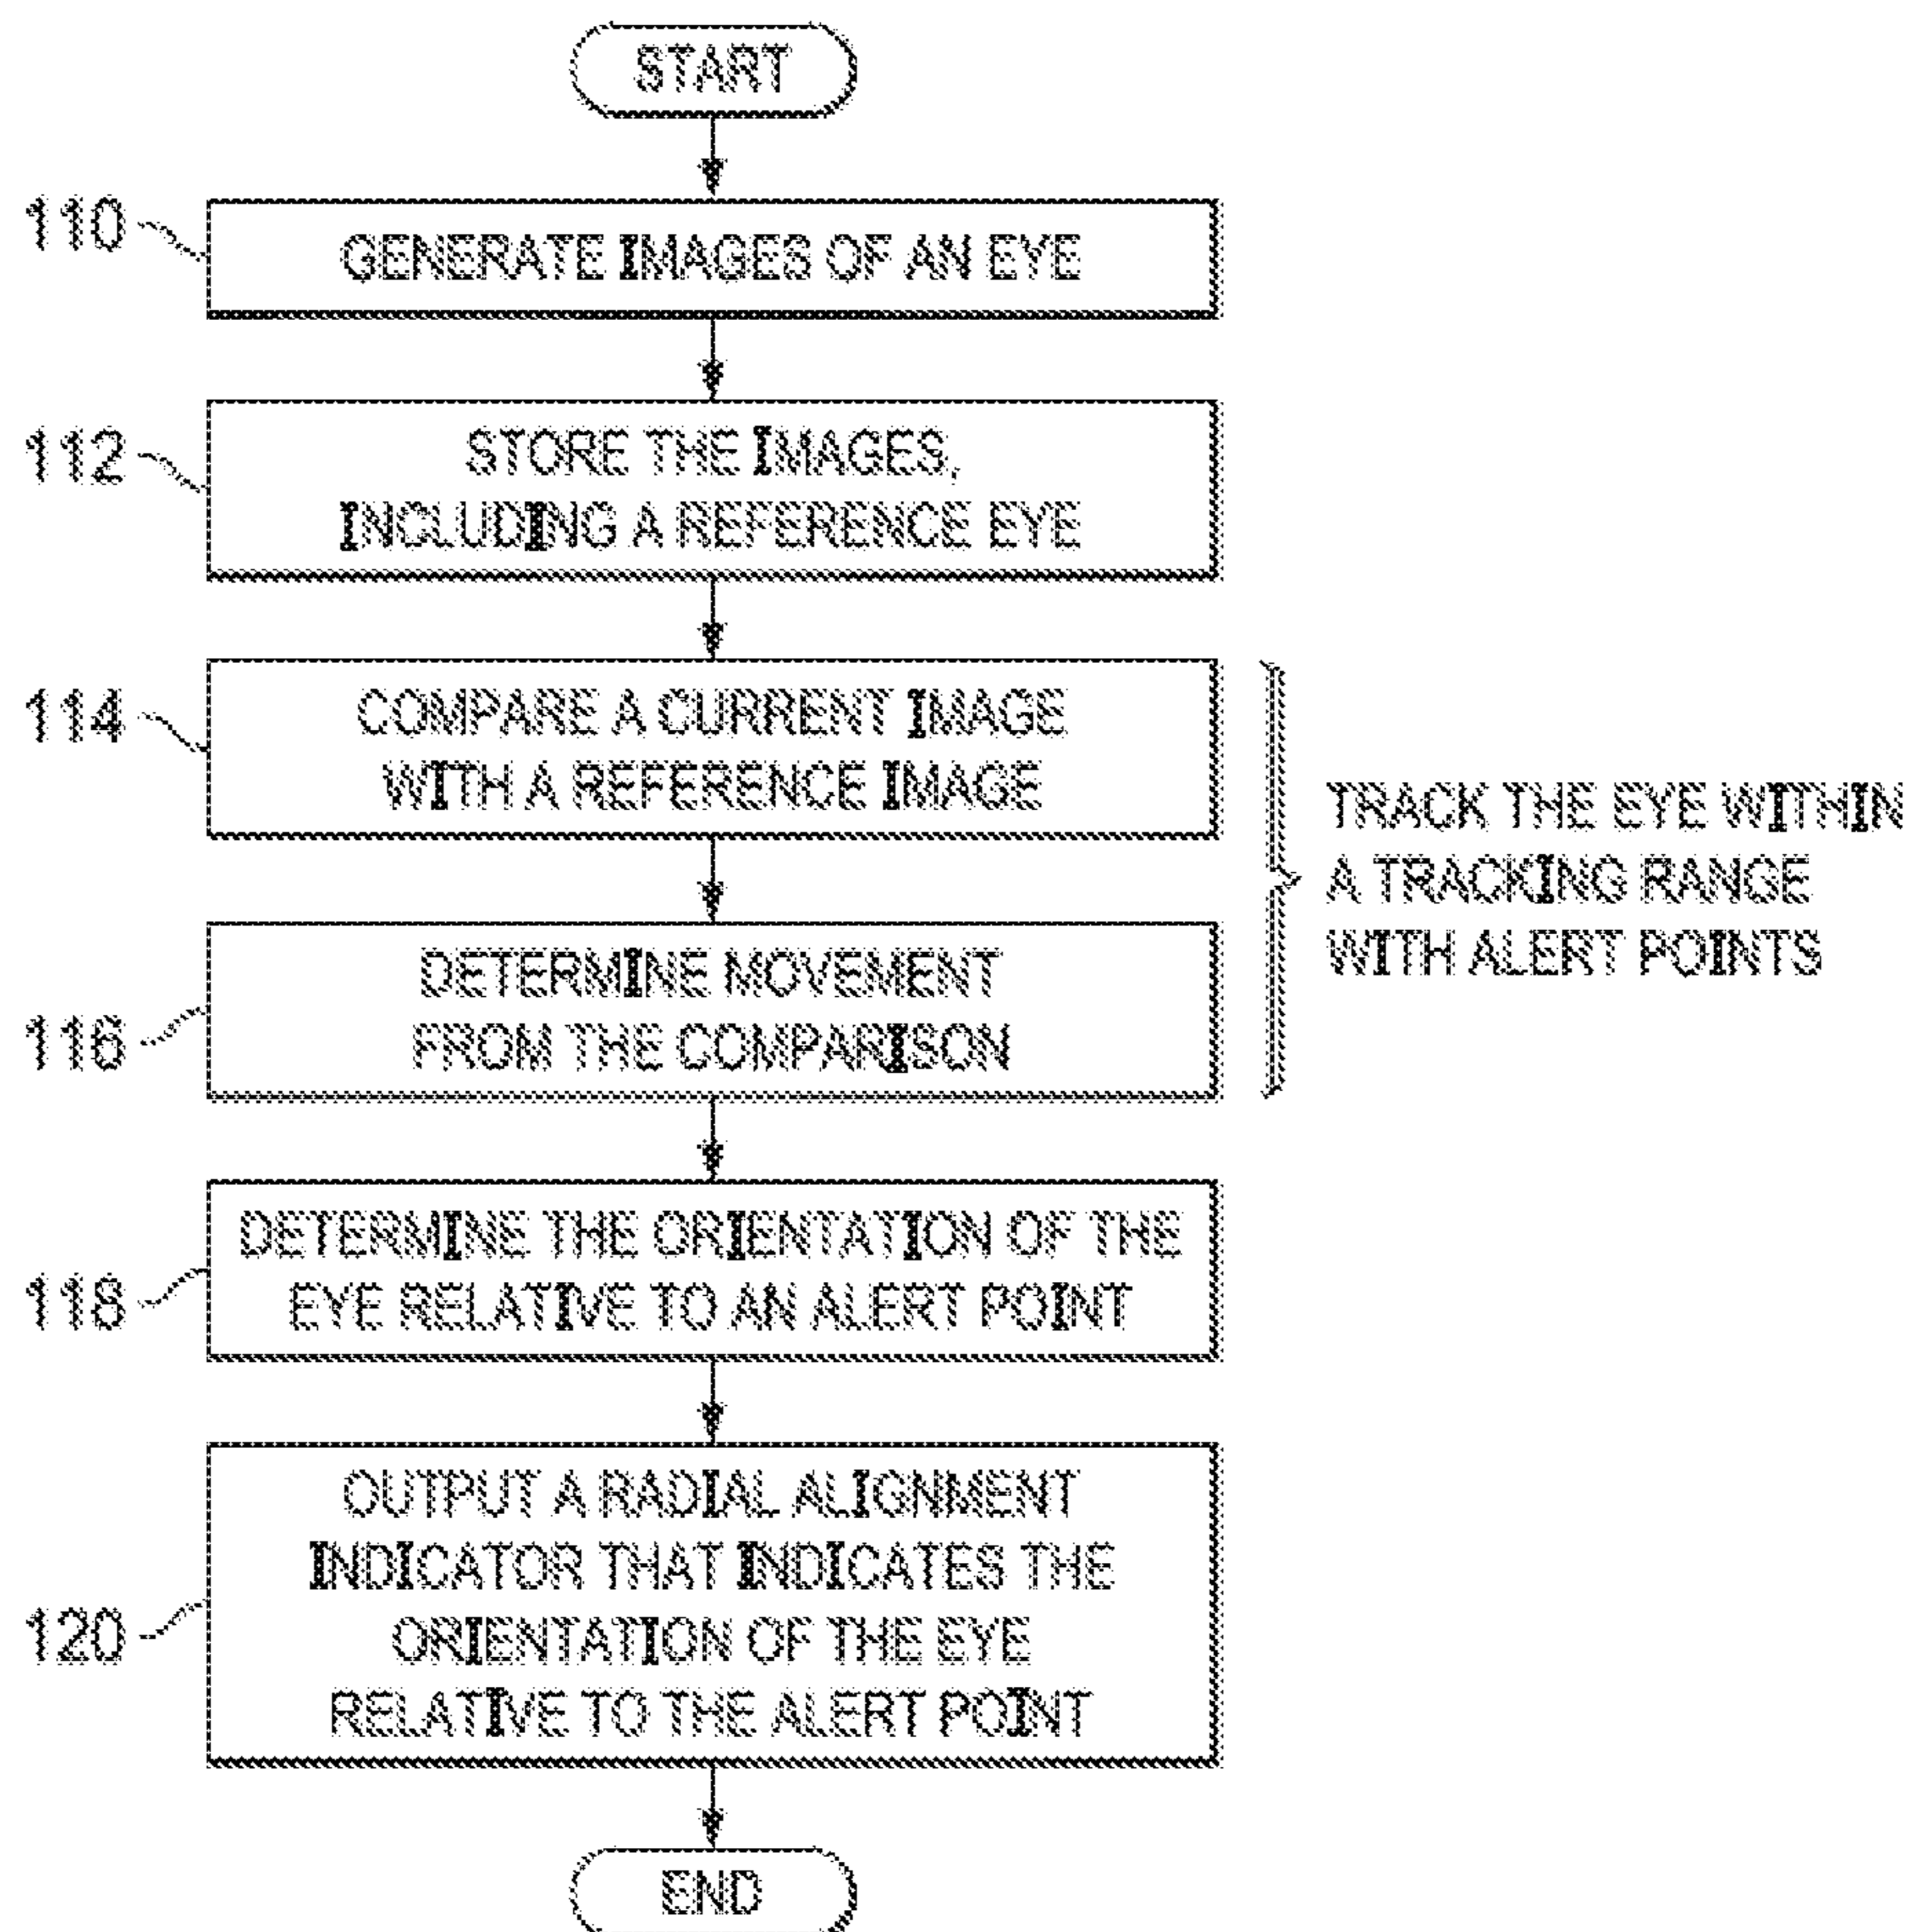 START
110
GENERATE IMAGES OF AN EYE
112
STORE THE IMAGES,
INCLUDING A REFERENCE EYE
114
COMPARE A CURRENT IMAGE
WITH A REFERENCE IMAGE
TRACK THE EYE WITHIN
A TRACKING RANGE
WITH ALERT POINTS
116
DETERMINE MOVEMENT
FROM THE COMPARISON
118
DETERMINE THE ORIENTATION OF THE
EYE RELATIVE TO AN ALERT POINT
120
OUTPUT A RADIAL ALIGNMENT
INDICATOR THAT INDICATES THE
ORIENTATION OF THE EYE
RELATIVE TO THE ALERT POINT
END